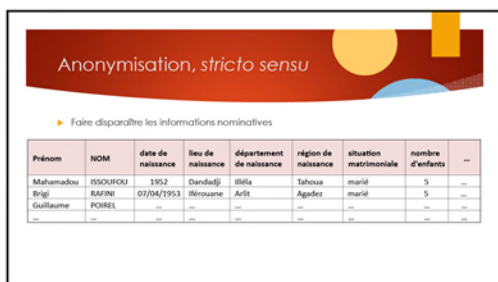 Anonymisation, stricto sensu
Faire disparaître les informations nominatives
Prénom NOM date de naissance lieu de naissance département de naissance région de naissance situation matrimoniale nombre d'enfants ...
Mahamadou ISSOUFOU 1952 Dandadji Illéla Tahoua marié 5 ...
Brigi RAFINI 07/04/1953 Iférouane Arlit Agadez marié 5 ...
Guillaume POIREL ... ... ... ... ... ... ...
... ... ... ... ... ... ... ... ...